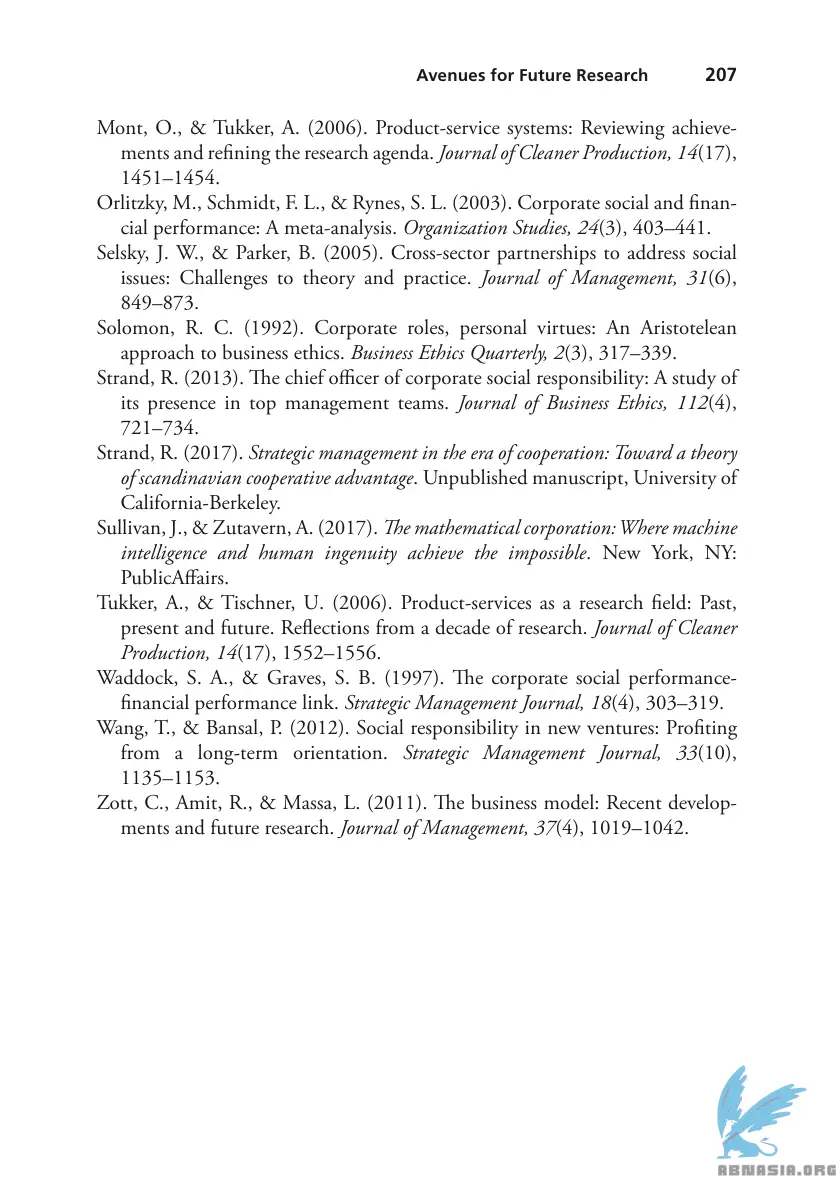 Avenues for Future Research 207
Mont, O., & Tukker, A. (2006). Product-service systems: Reviewing achieve-
ments and refining the research agenda. Journal of Cleaner Production, 14(17),
1451–1454.
Orlitzky, M., Schmidt, F. L., & Rynes, S. L. (2003). Corporate social and finan-
cial performance: A meta-analysis. Organization Studies, 24(3), 403–441.
Selsky, J. W., & Parker, B. (2005). Cross-sector partnerships to address social
issues: Challenges to theory and practice. Journal of Management, 31(6),
849–873.
Solomon, R. C. (1992). Corporate roles, personal virtues: An Aristotelean
approach to business ethics. Business Ethics Quarterly, 2(3), 317–339.
Strand, R. (2013). The chief officer of corporate social responsibility: A study of
its presence in top management teams. Journal of Business Ethics, 112(4),
721–734.
Strand, R. (2017). Strategic management in the era of cooperation: Toward a theory
of scandinavian cooperative advantage. Unpublished manuscript, University of
California-Berkeley.
Sullivan, J., & Zutavern, A. (2017). The mathematical corporation: Where machine
intelligence and human ingenuity achieve the impossible. New York, NY:
PublicAffairs.
Tukker, A., & Tischner, U. (2006). Product-services as a research field: Past,
present and future. Reflections from a decade of research. Journal of Cleaner
Production, 14(17), 1552–1556.
Waddock, S. A., & Graves, S. B. (1997). The corporate social performance-
financial performance link. Strategic Management Journal, 18(4), 303–319.
Wang, T., & Bansal, P. (2012). Social responsibility in new ventures: Profiting
from a long-term orientation. Strategic Management Journal, 33(10),
1135–1153.
Zott, C., Amit, R., & Massa, L. (2011). The business model: Recent develop-
ments and future research. Journal of Management, 37(4), 1019–1042.
ABNASIA.ORG